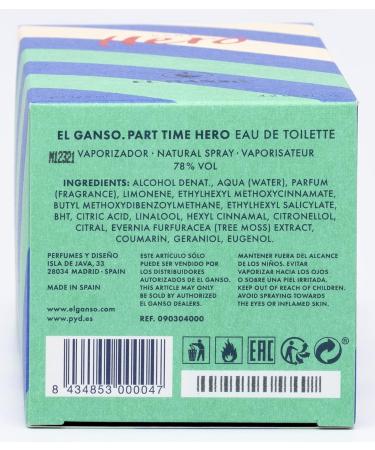 Hero
EL GANSO
EL GANSO. PART TIME HERO EAU DE TOILETTE
M12321
VAPORIZADOR · NATURAL SPRAY · VAPORISATEUR
78% VOL
INGREDIENTS: ALCOHOL DENAT., AQUA (WATER), PARFUM
(FRAGRANCE), LIMONENE, ETHYLHEXYL METHOXYCINNAMATE,
BUTYL METHOXYDIBENZOYLMETHANE, ETHYLHEXYL SALICYLATE,
BHT, CITRIC ACID, LINALOOL, HEXYL CINNAMAL, CITRONELLOL,
CITRAL, EVERNIA FURFURACEA (TREE MOSS) EXTRACT,
COUMARIN, GERANIOL, EUGENOL.
PERFUMES Y DISEÑO
ISLA DE JAVA, 33
28034 MADRID · SPAIN
MADE IN SPAIN
www.elganso.com
www.pyd.es
ESTE ARTÍCULO SÓLO
PUEDE SER VENDIDO POR
LOS DISTRIBUIDORES
AUTORIZADOS DE EL GANSO.
THIS ARTICLE MAY ONLY
BE SOLD BY AUTHORIZED
EL GANSO DEALERS.
REF. 090304000
MANTENER FUERA DEL ALCANCE
DE LOS NIÑOS. EVITAR
VAPORIZAR HACIA LOS OJOS
O SOBRE UNA PIEL IRRITADA.
KEEP OUT OF REACH OF CHILDREN.
AVOID SPRAYING TOWARDS
THE EYES OR INFLAMED SKIN.
8 434853 000047
EAC
®